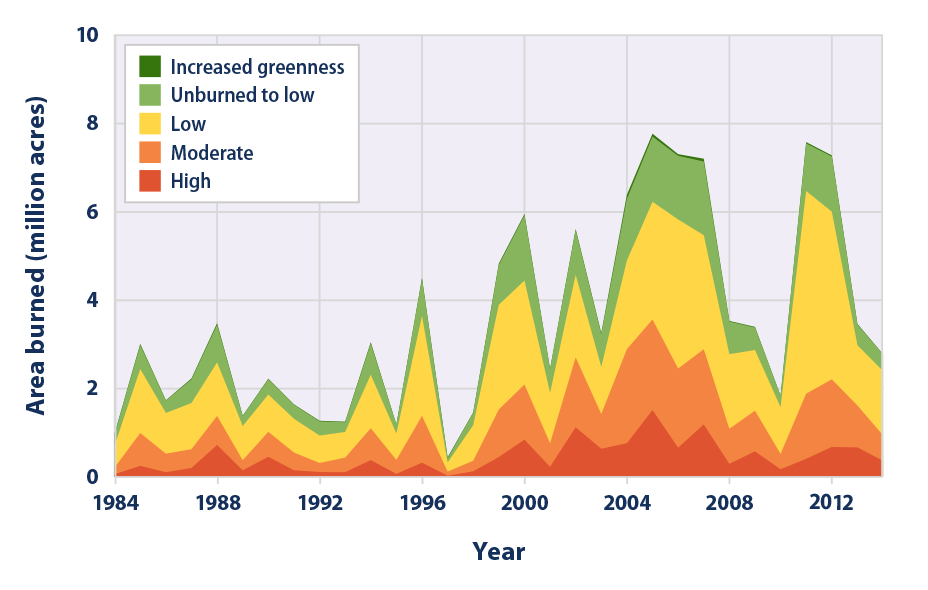 Area burned (million acres)
10
8
6
4
2
0
Increased greenness
Unburned to low
Low
Moderate
High
1984 1988 1992 1996 2000 2004 2008 2012
Year